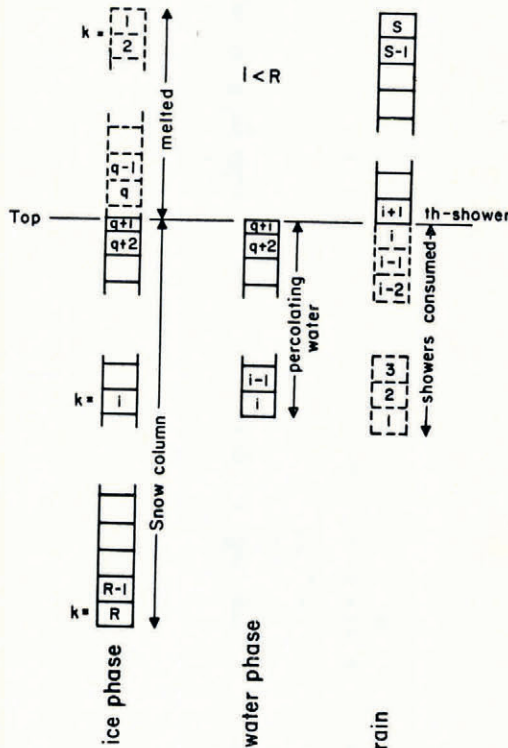 k = 1
2
melted
q-1
q
Top
q+1
q+2
k = i
Snow column
R-1
k = R
ice phase
i < R
q+1
q+2
percolating
water
i-1
i
water phase
S
S-1
i+1
th-shower
i
i-1
i-2
showers consumed
3
2
1
rain